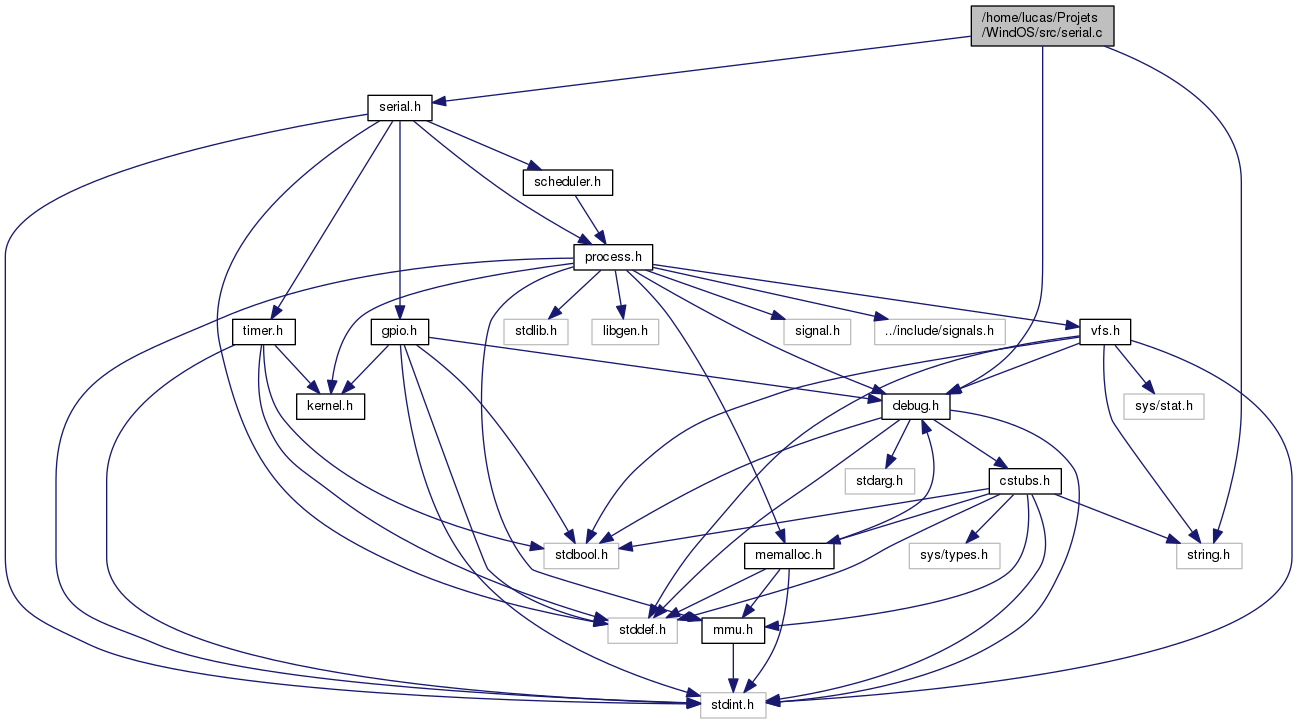 /home/lucas/Projets
/WindOS/src/serial.c
serial.h
scheduler.h
process.h
timer.h
gpio.h
stdlib.h
libgen.h
signal.h
../include/signals.h
vfs.h
kernel.h
debug.h
sys/stat.h
stdarg.h
cstubs.h
stdbool.h
memalloc.h
sys/types.h
string.h
stddef.h
mmu.h
stdint.h